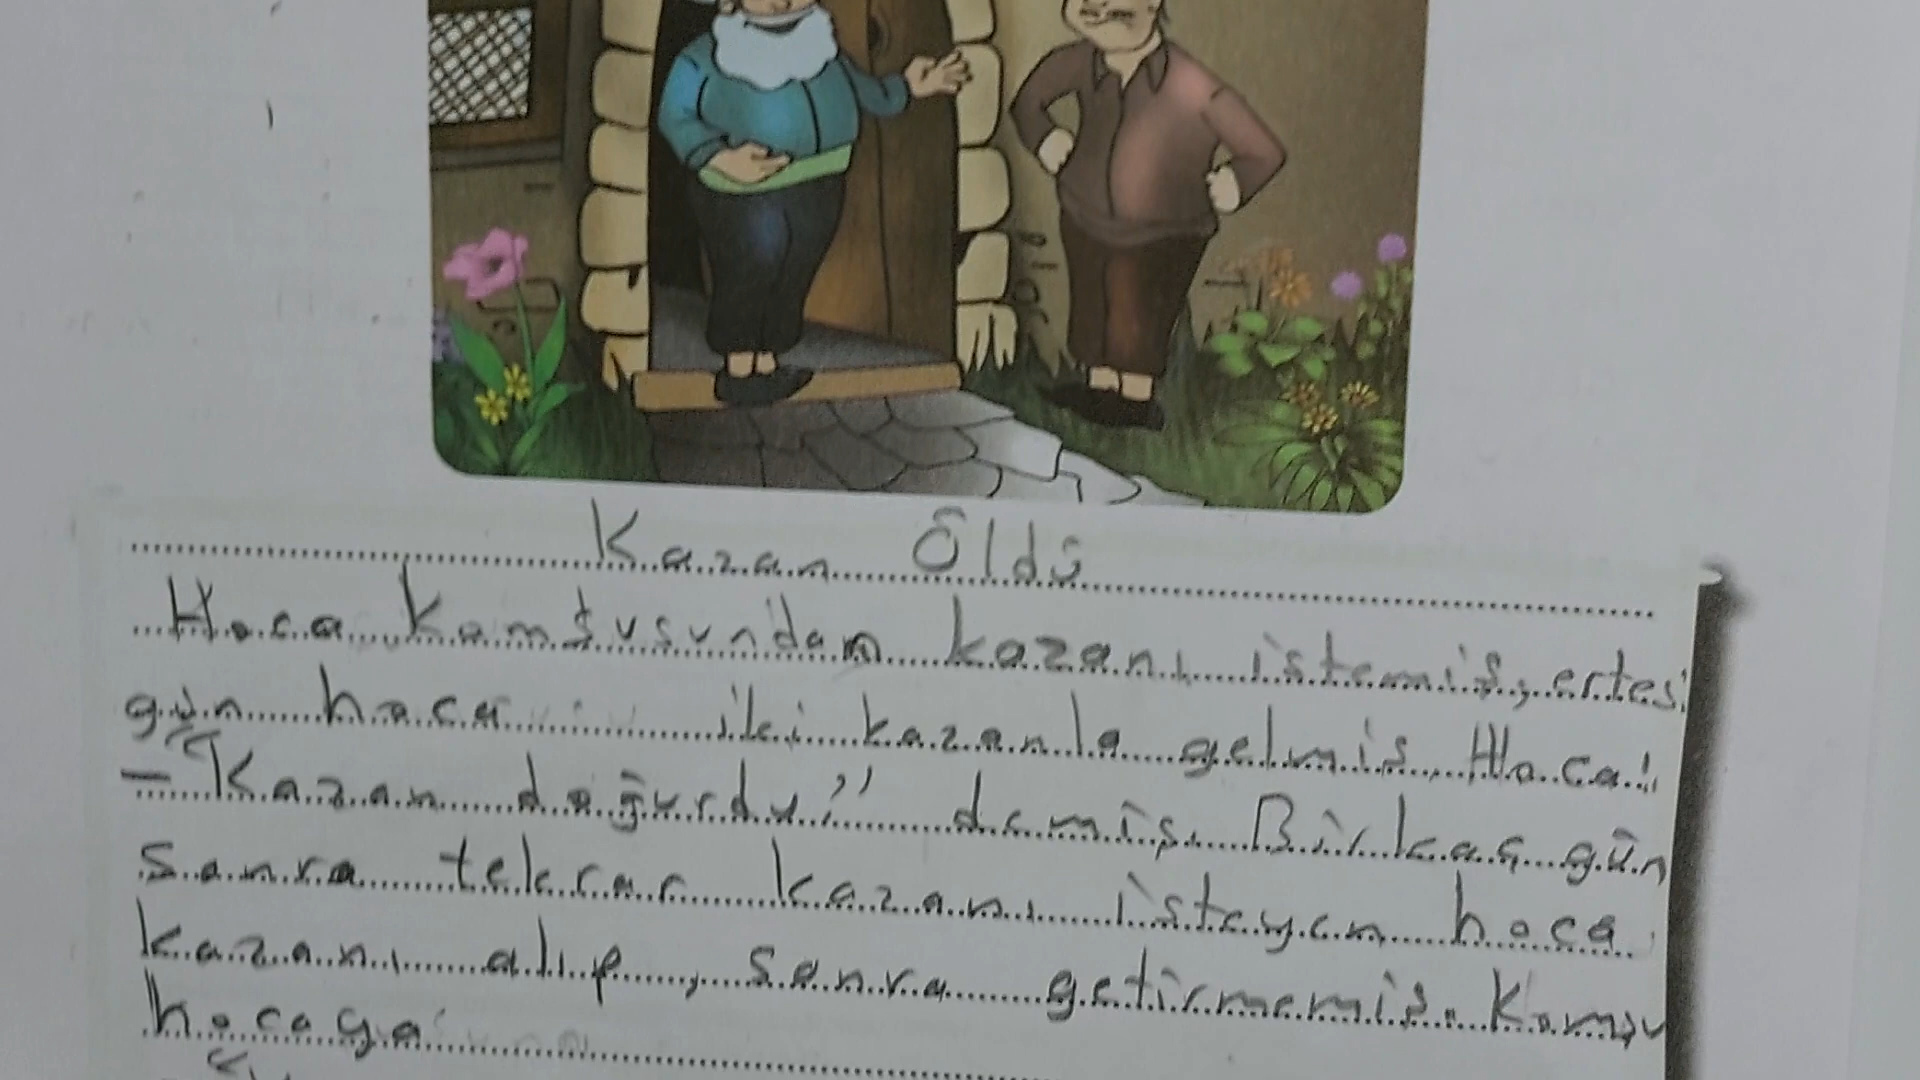 Kazan Öldü
Hoca komşusundan kazanı istemiş, ertesi
gün hoca iki kazanla gelmiş. Hoca:
- "Kazan doğurdu" demiş. Birkaç gün
sonra tekrar kazanı isteyen hoca
kazanı alıp, sonra getirmemiş. Komşu
hocaya: